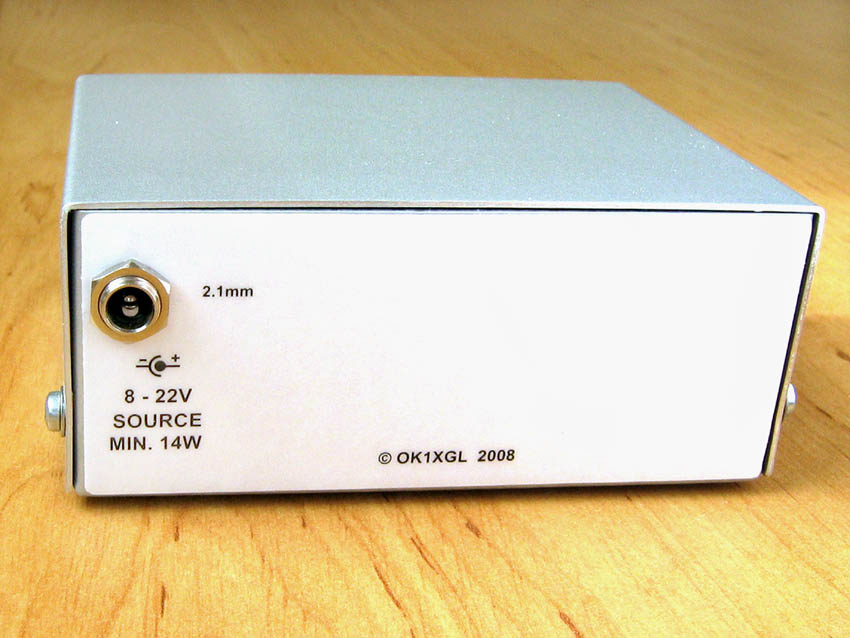 2.1mm
- +
8 - 22V
SOURCE
MIN. 14W
© OK1XGL 2008